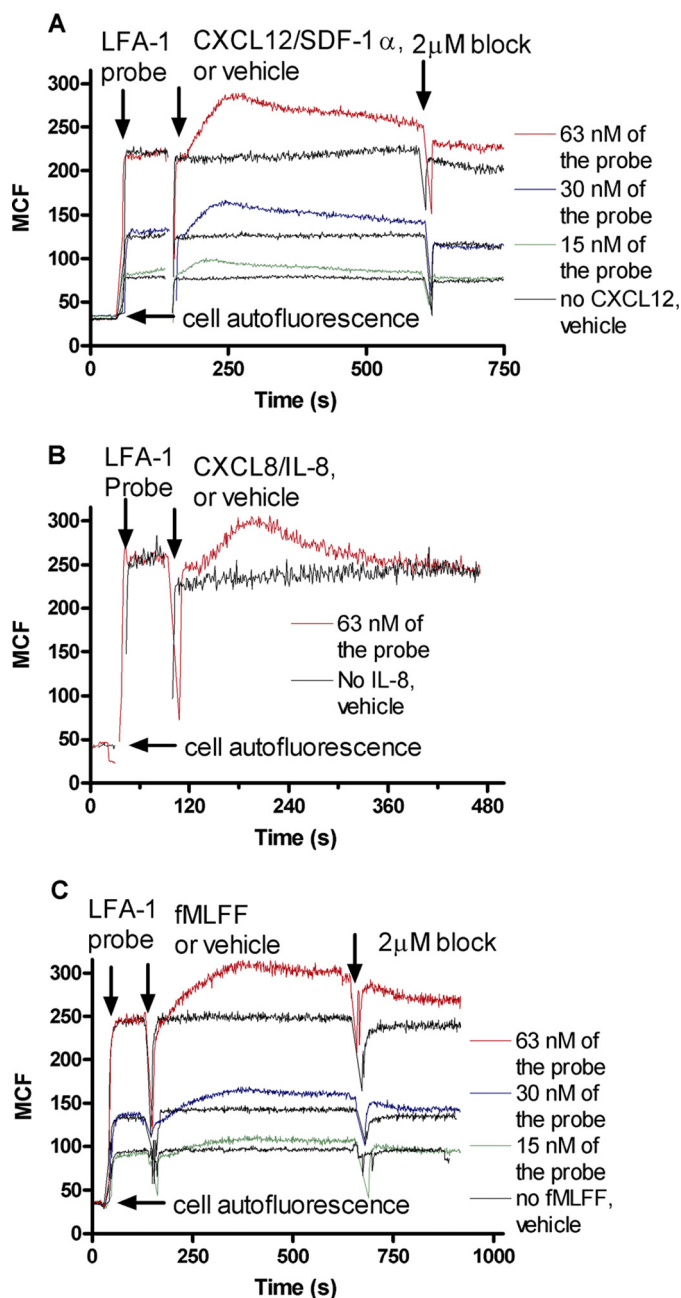 A
LFA-1
probe
CXCL12/SDF-1 α,
or vehicle
2μM block
300
250
200
150
100
50
0
MCF
cell autofluorescence
0
250
500
750
Time (s)
63 nM of
the probe
30 nM of
the probe
15 nM of
the probe
no CXCL12,
vehicle
B
LFA-1
Probe
CXCL8/IL-8,
or vehicle
300
250
200
150
100
50
0
MCF
63 nM of
the probe
No IL-8,
vehicle
cell autofluorescence
0
120
240
360
480
Time (s)
C
LFA-1
probe
fMLFF
or vehicle
2μM block
300
250
200
150
100
50
0
MCF
cell autofluorescence
0
250
500
750
1000
Time (s)
63 nM of
the probe
30 nM of
the probe
15 nM of
the probe
no fMLFF,
vehicle